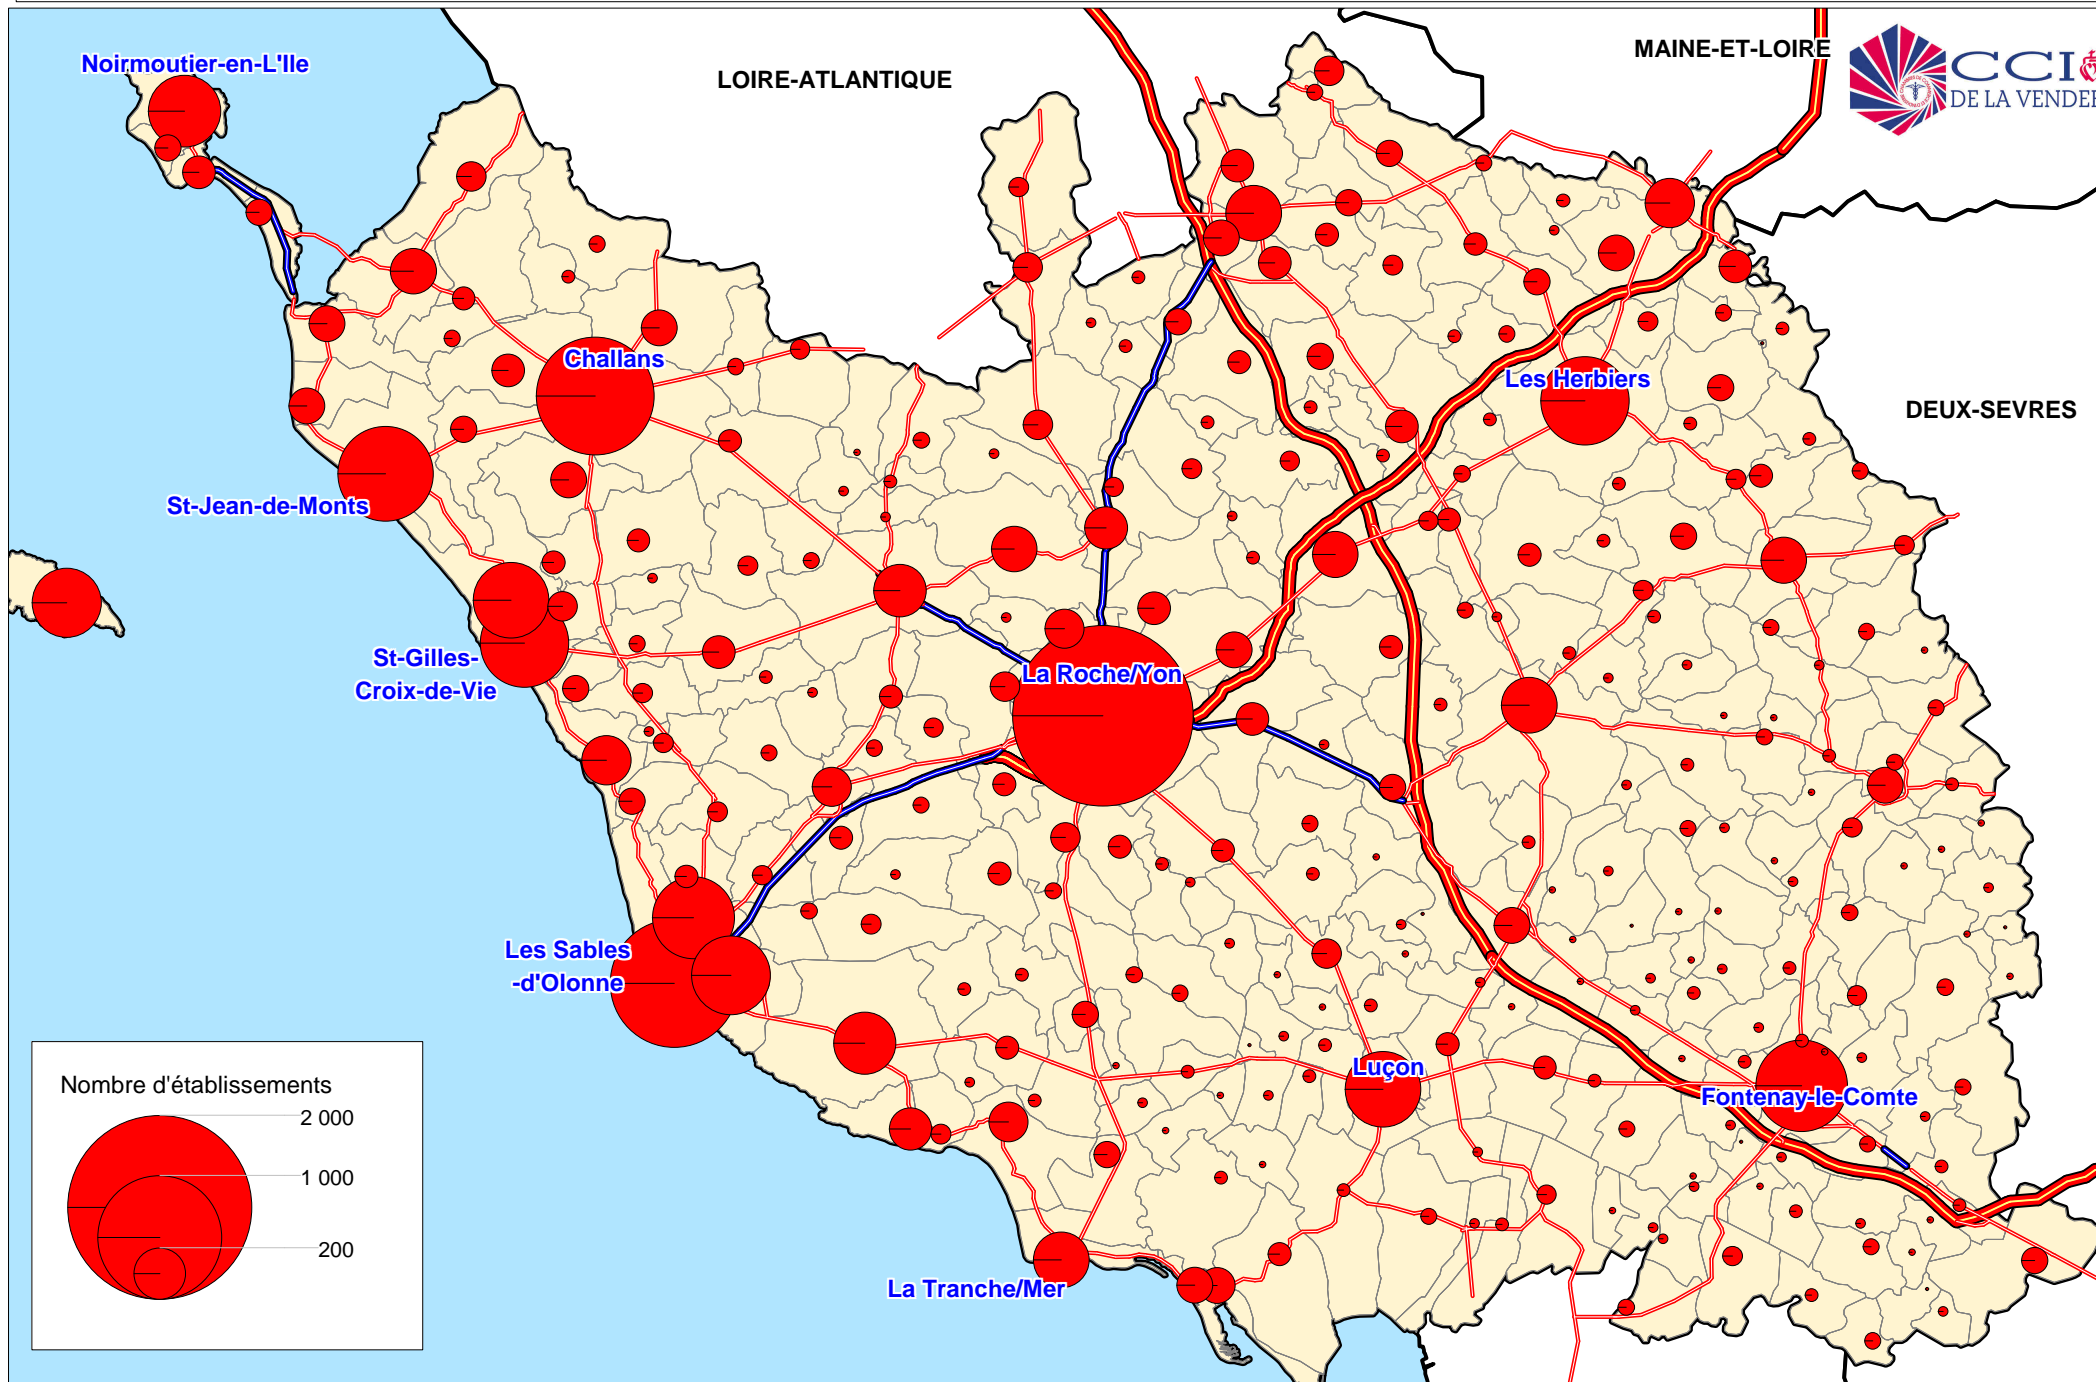 Noirmoutier-en-L'Ile
LOIRE-ATLANTIQUE
MAINE-ET-LOIRE
CCI
DE LA VENDEE
Challans
Les Herbiers
DEUX-SEVRES
St-Jean-de-Monts
St-Gilles-
Croix-de-Vie
La Roche/Yon
Les Sables
-d'Olonne
Luçon
Fontenay-le-Comte
La Tranche/Mer
Nombre d'établissements
2 000
1 000
200